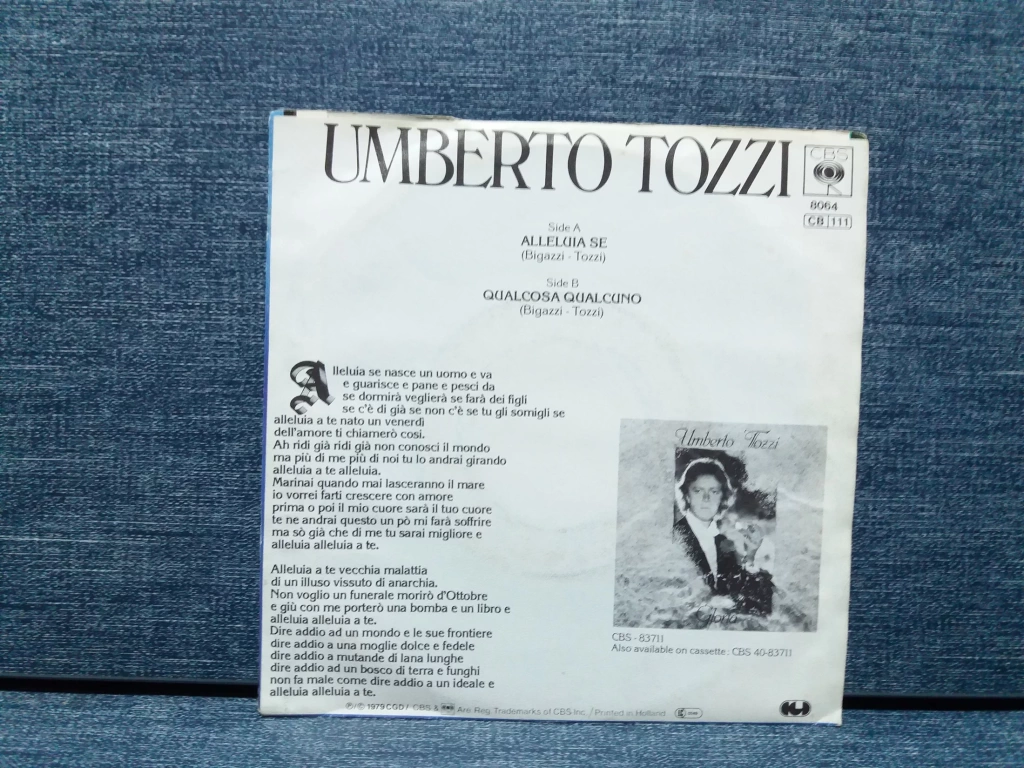 UMBERTO TOZZI
CBS
8064
CB 111
Side A
ALLELUIA SE
(Bigazzi - Tozzi)
Side B
QUALCOSA QUALCUNO
(Bigazzi - Tozzi)
Alleluia se nasce un uomo e va
e guarisce e pane e pesci da
se dormirà veglierà se farà dei figli
se c'è di già se non c'è se tu gli somigli se
alleluia a te nato un venerdì
dell'amore ti chiamerò cosi.
Ah ridi già ridi già non conosci il mondo
ma più di me più di noi tu lo andrai girando
alleluia a te alleluia.
Marinai quando mai lasceranno il mare
io vorrei farti crescere con amore
prima o poi il mio cuore sarà il tuo cuore
te ne andrai questo un pò mi farà soffrire
ma sò già che di me tu sarai migliore e
alleluia alleluia a te.
Alleluia a te vecchia malattia
di un illuso vissuto di anarchia.
Non voglio un funerale morirò d'Ottobre
e giù con me porterò una bomba e un libro e
alleluia alleluia a te.
Dire addio ad un mondo e le sue frontiere
dire addio a una moglie dolce e fedele
dire addio a mutande di lana lunghe
dire addio ad un bosco di terra e funghi
non fa male come dire addio a un ideale e
alleluia alleluia a te.
Umberto Tozzi
Gloria
CBS - 83711
Also available on cassette : CBS 40-83711
℗/© 1979 CGD / CBS & CBS Are Reg. Trademarks of CBS Inc. / Printed in Holland